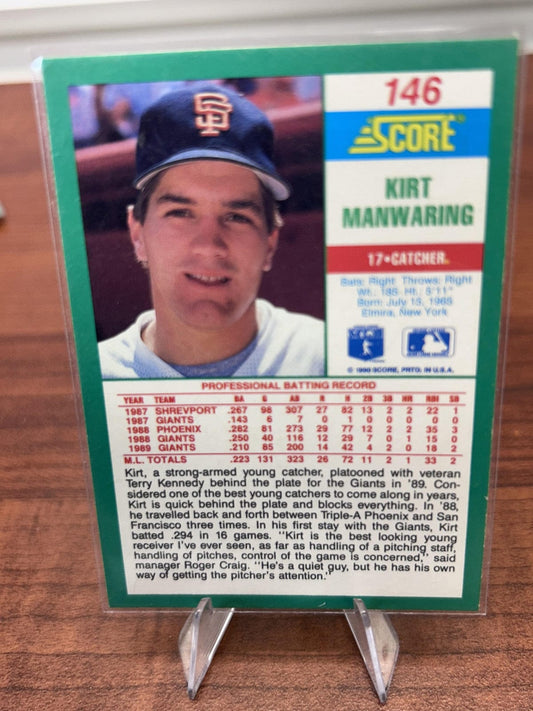 SF
146
SCORE
KIRT
MANWARING
17•CATCHER
Bats: Right Throws: Right
Wt.: 185 Ht.: 5'11"
Born: July 15, 1965
Elmira, New York
© 1990 SCORE, PRTD. IN U.S.A.
PROFESSIONAL BATTING RECORD
YEAR TEAM BA G AB R H 2B 3B HR RBI SB
1987 SHREVPORT .267 98 307 27 82 13 2 2 22 1
1987 GIANTS .143 6 7 0 1 0 0 0 0 0
1988 PHOENIX .282 81 273 29 77 12 2 2 35 3
1988 GIANTS .250 40 116 12 29 7 0 1 15 0
1989 GIANTS .210 85 200 14 42 4 2 0 18 2
M.L. TOTALS .223 131 323 26 72 11 2 1 33 2
Kirt, a strong-armed young catcher, platooned with veteran
Terry Kennedy behind the plate for the Giants in '89. Con-
sidered one of the best young catchers to come along in years,
Kirt is quick behind the plate and blocks everything. In '88,
he travelled back and forth between Triple-A Phoenix and San
Francisco three times. In his first stay with the Giants, Kirt
batted .294 in 16 games. "Kirt is the best looking young
receiver I've ever seen, as far as handling of a pitching staff,
handling of pitches, control of the game is concerned," said
manager Roger Craig. "He's a quiet guy, but he has his own
way of getting the pitcher's attention."